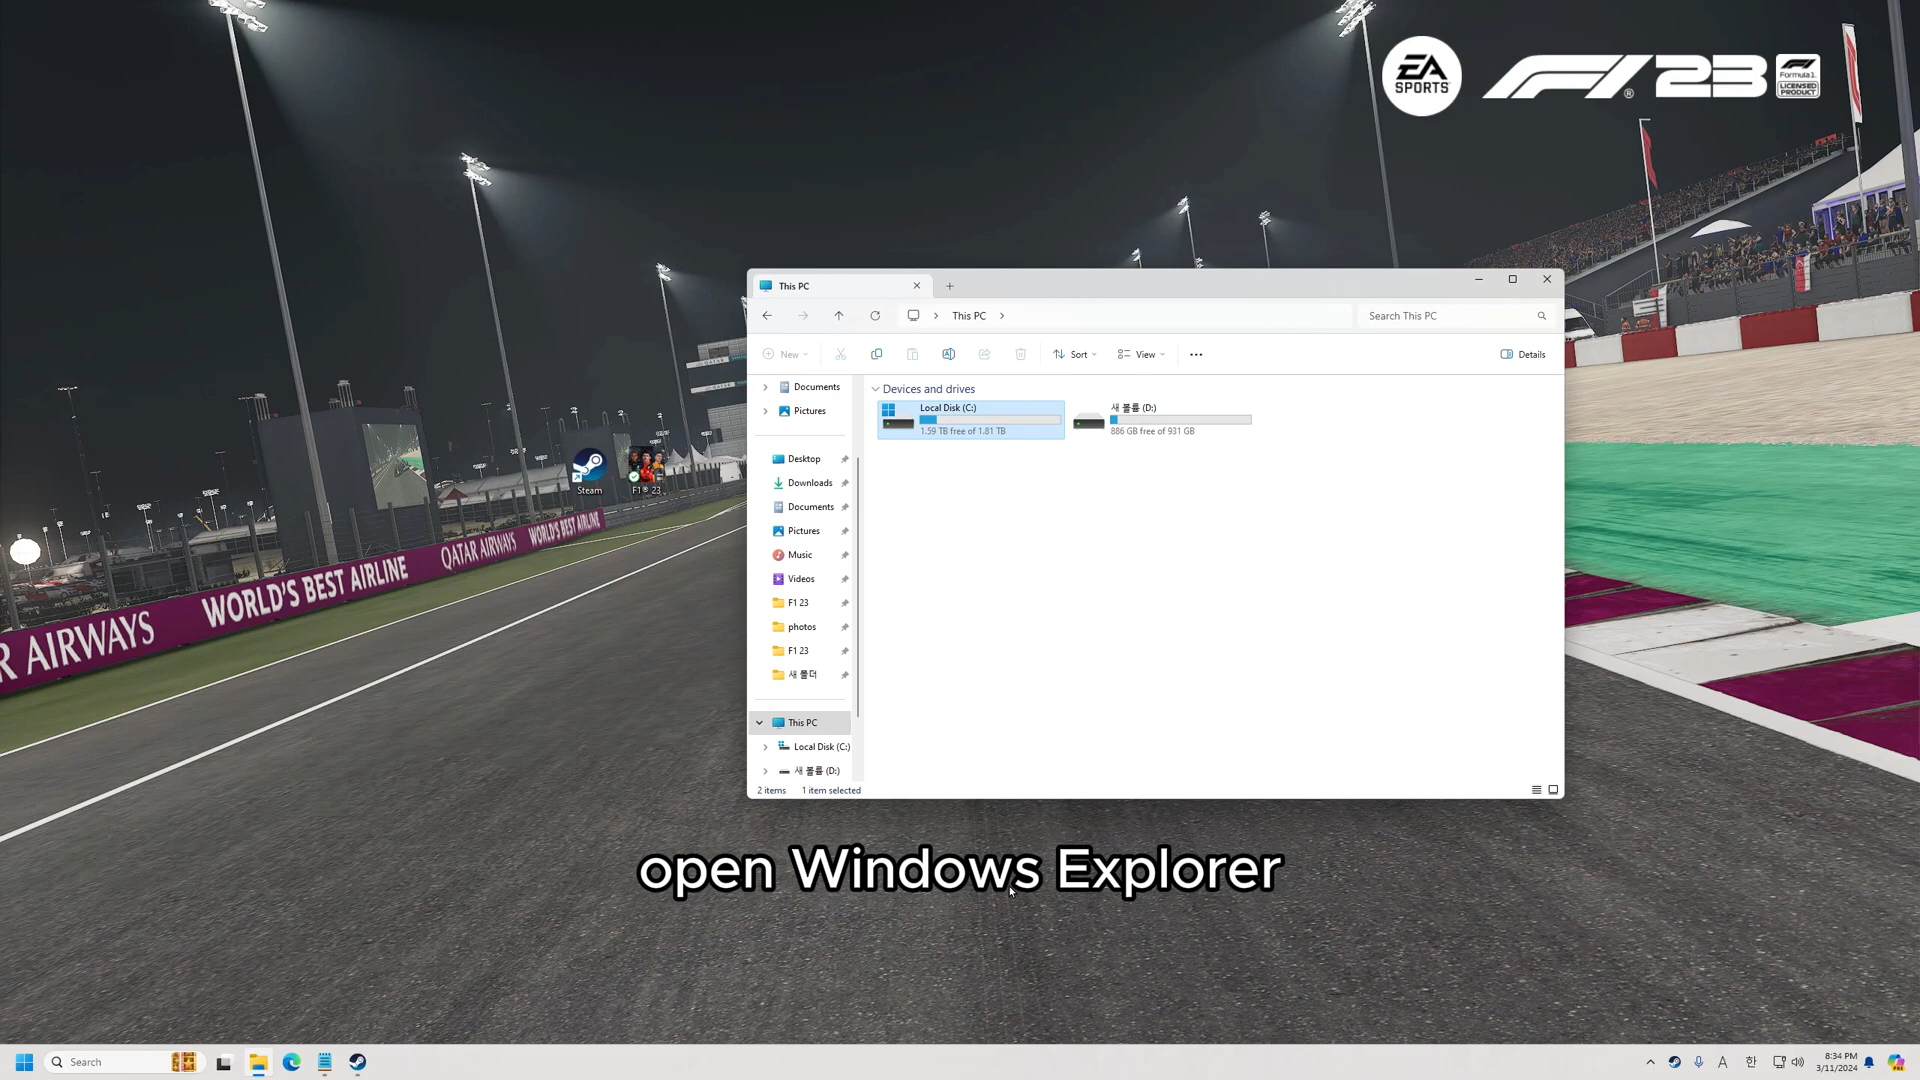 EA
SPORTS
F1 23
Formula 1
LICENSED
PRODUCT
This PC
This PC
Search This PC
New
Sort
View
Details
Documents
Pictures
Devices and drives
Local Disk (C:)
1.59 TB free of 1.81 TB
새 볼륨 (D:)
886 GB free of 931 GB
Desktop
Downloads
Documents
Pictures
Music
Videos
F1 23
photos
F1 23
새 폴더
This PC
Local Disk (C:)
새 볼륨 (D:)
2 items
1 item selected
Steam
F1® 23
QATAR
R AIRWAYS
WORLD'S BEST AIRLINE
QATAR AIRWAYS
WORLD'S BEST AIRLINE
open Windows Explorer
Search
A
한
8:34 PM
3/11/2024
PRE